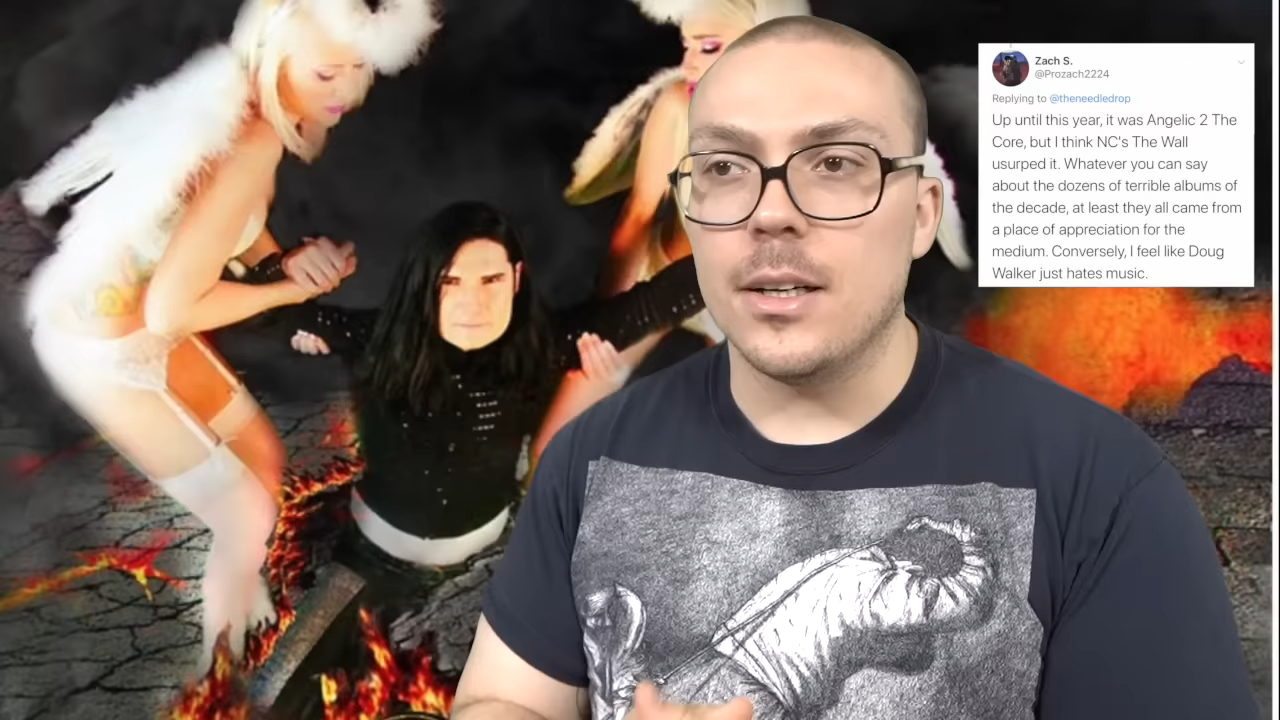 Zach S.
@Prozach2224
Replying to @theneedledrop
Up until this year, it was Angelic 2 The
Core, but I think NC's The Wall
usurped it. Whatever you can say
about the dozens of terrible albums of
the decade, at least they all came from
a place of appreciation for the
medium. Conversely, I feel like Doug
Walker just hates music.